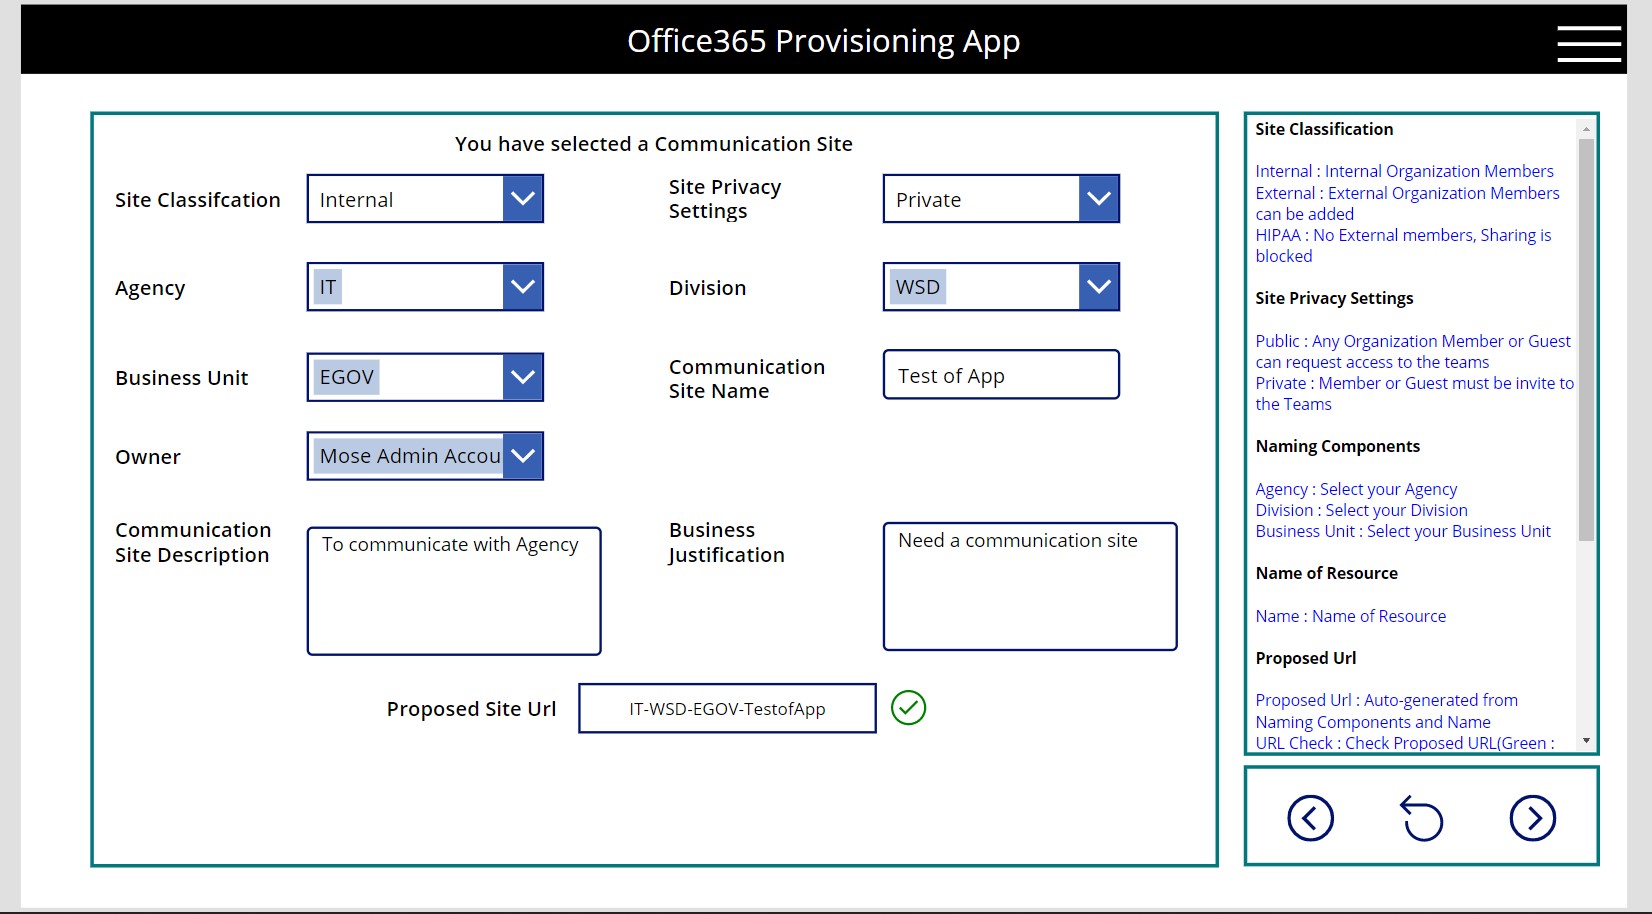 Office365 Provisioning App
You have selected a Communication Site
Site Classifcation
Internal
Site Privacy
Settings
Private
Agency
IT
Division
WSD
Business Unit
EGOV
Communication
Site Name
Test of App
Owner
Mose Admin Accou
Communication
Site Description
To communicate with Agency
Business
Justification
Need a communication site
Proposed Site Url
IT-WSD-EGOV-TestofApp
Site Classification
Internal : Internal Organization Members
External : External Organization Members
can be added
HIPAA : No External members, Sharing is
blocked
Site Privacy Settings
Public : Any Organization Member or Guest
can request access to the teams
Private : Member or Guest must be invite to
the Teams
Naming Components
Agency : Select your Agency
Division : Select your Division
Business Unit : Select your Business Unit
Name of Resource
Name : Name of Resource
Proposed Url
Proposed Url : Auto-generated from
Naming Components and Name
URL Check : Check Proposed URL(Green :